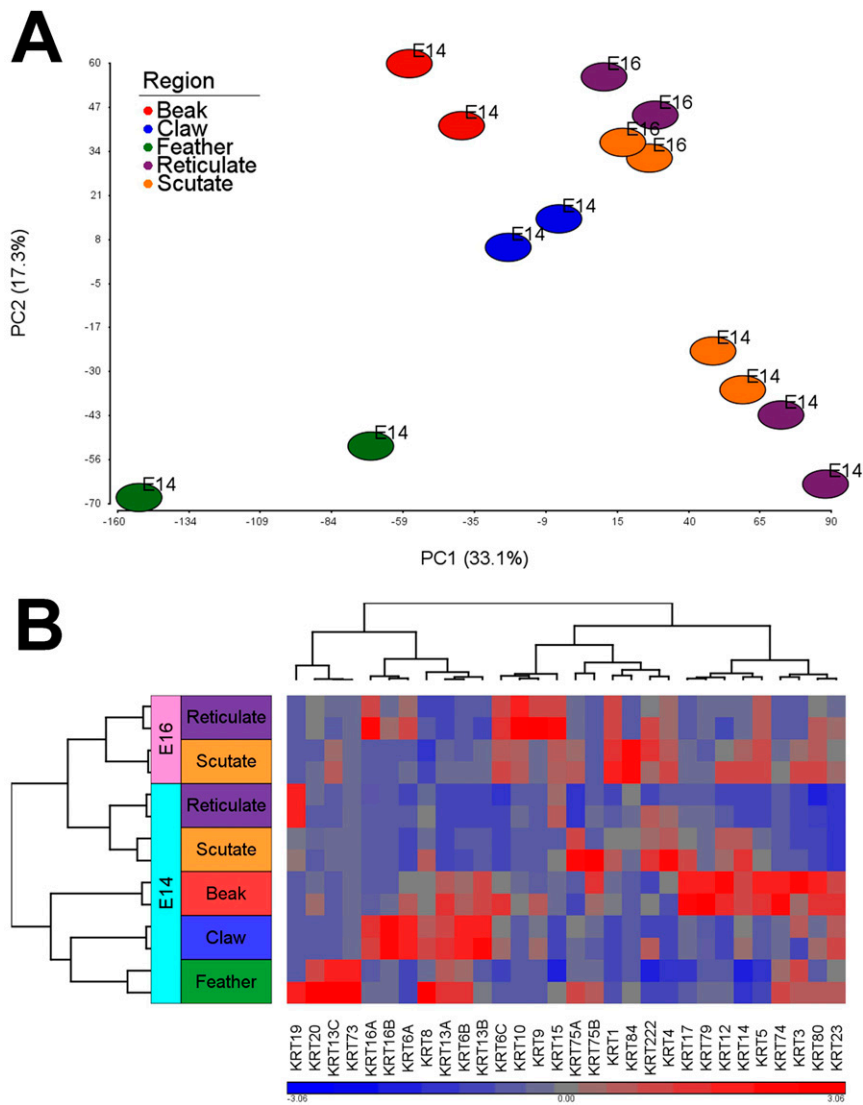 A
Region
Beak
Claw
Feather
Reticulate
Scutate
E14
E14
E16
E16
E16
E16
E14
E14
E14
E14
E14
E14
E14
E14
60
47
34
21
8
-5
-17
-30
-43
-56
-70
PC2 (17.3%)
-160 -134 -109 -84 -59 -35 -9 15 40 65 90
PC1 (33.1%)
B
E16
Reticulate
Scutate
E14
Reticulate
Scutate
Beak
Claw
Feather
KRT19 KRT20 KRT13C KRT73 KRT16A KRT16B KRT6A KRT8 KRT13A KRT6B KRT13B KRT6C KRT10 KRT9 KRT15 KRT75A KRT75B KRT1 KRT84 KRT222 KRT4 KRT17 KRT79 KRT12 KRT14 KRT5 KRT74 KRT3 KRT80 KRT23
-3.06 0.00 3.06